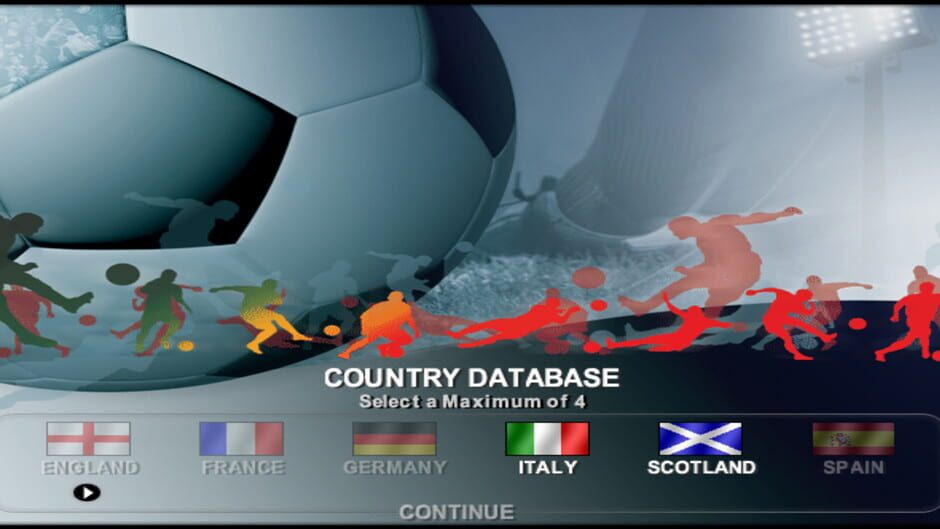 COUNTRY DATABASE
Select a Maximum of 4
ENGLAND FRANCE GERMANY ITALY SCOTLAND SPAIN
CONTINUE